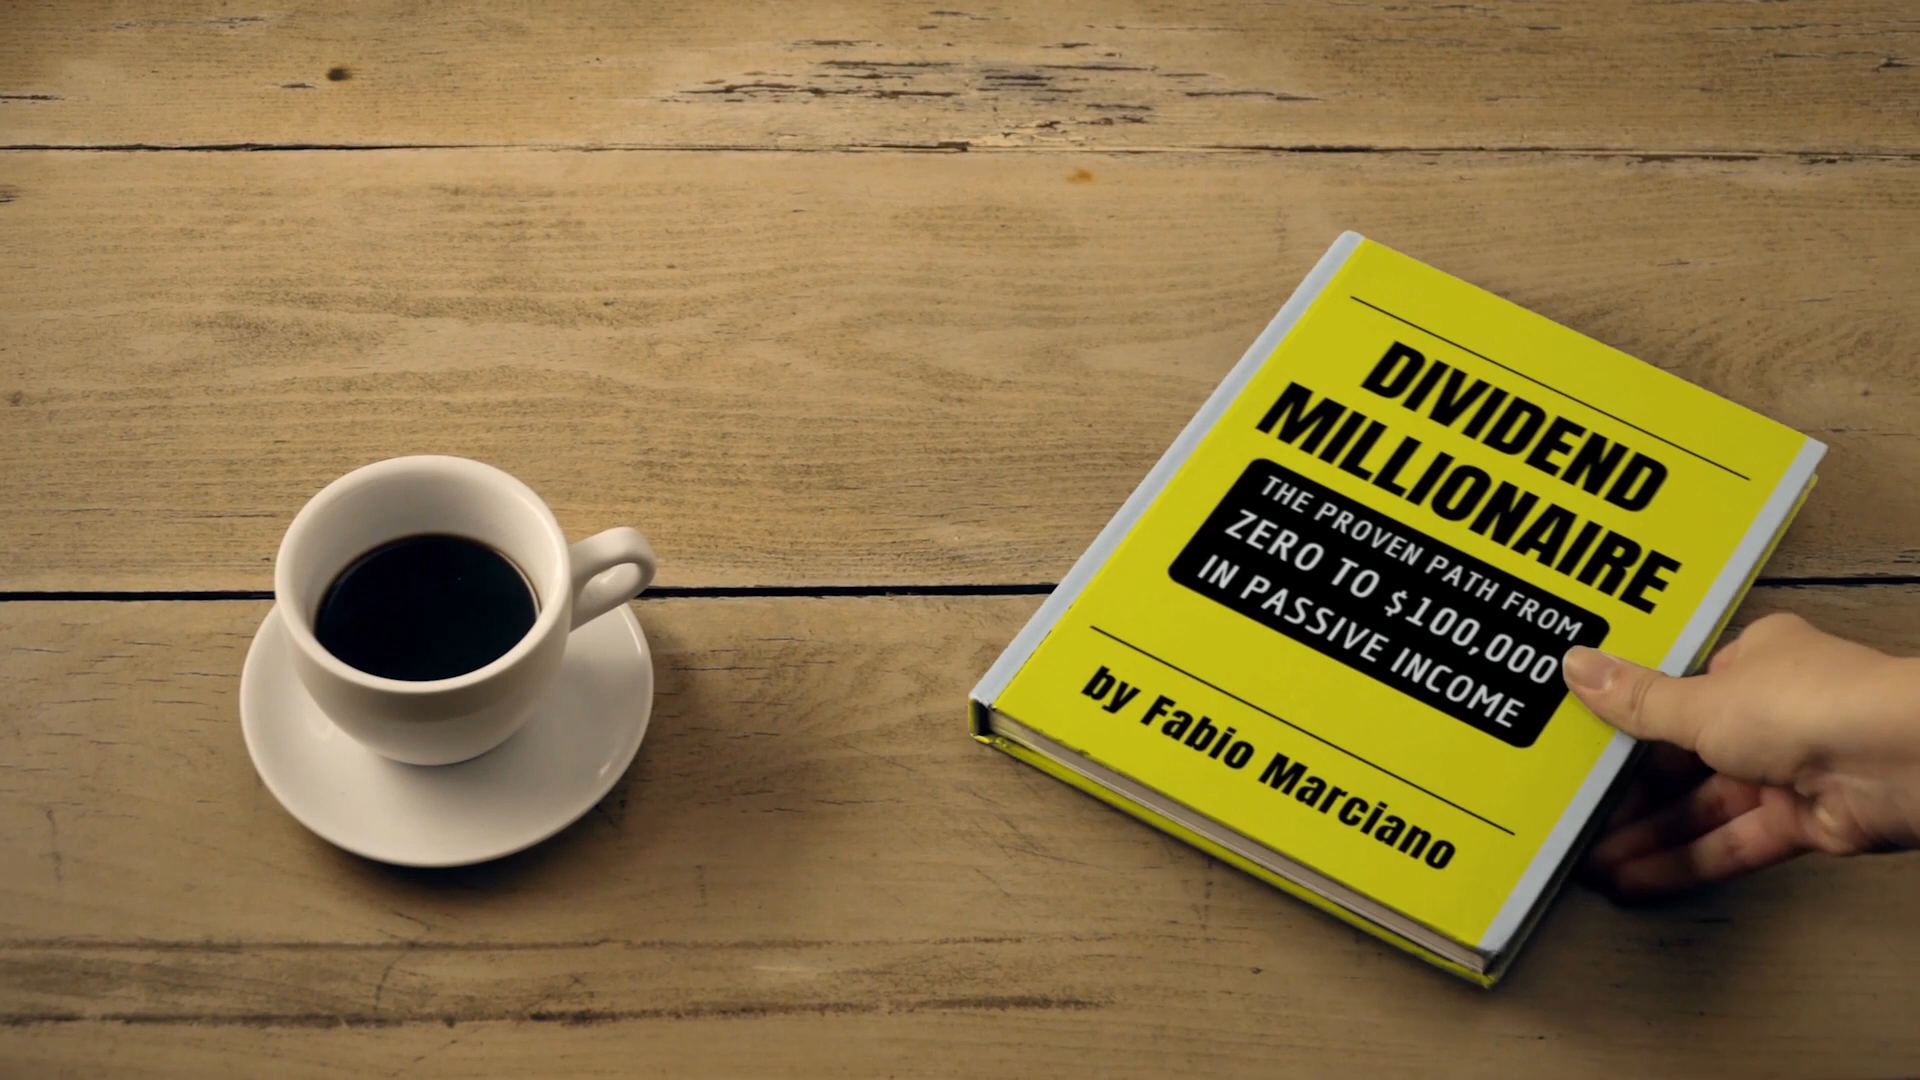 DIVIDEND
MILLIONAIRE
THE PROVEN PATH FROM
ZERO TO $100,000
IN PASSIVE INCOME
by Fabio Marciano